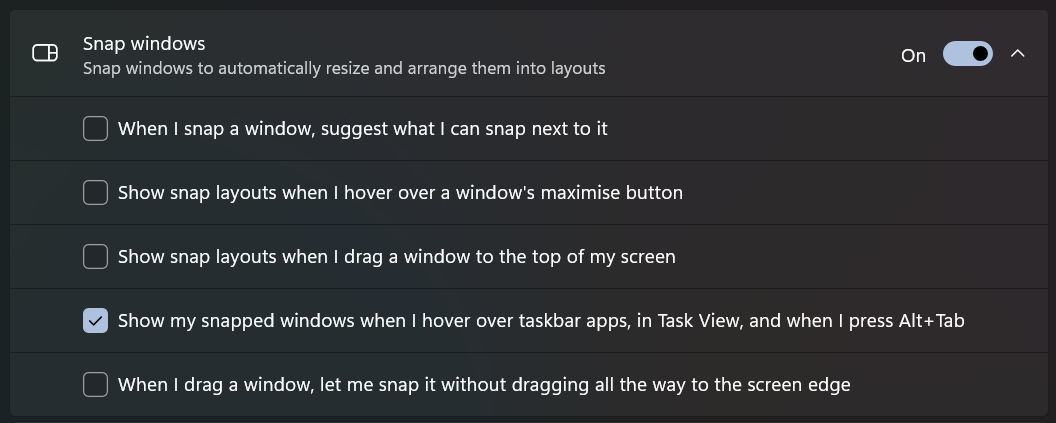 Snap windows
Snap windows to automatically resize and arrange them into layouts
On
When I snap a window, suggest what I can snap next to it
Show snap layouts when I hover over a window's maximise button
Show snap layouts when I drag a window to the top of my screen
Show my snapped windows when I hover over taskbar apps, in Task View, and when I press Alt+Tab
When I drag a window, let me snap it without dragging all the way to the screen edge